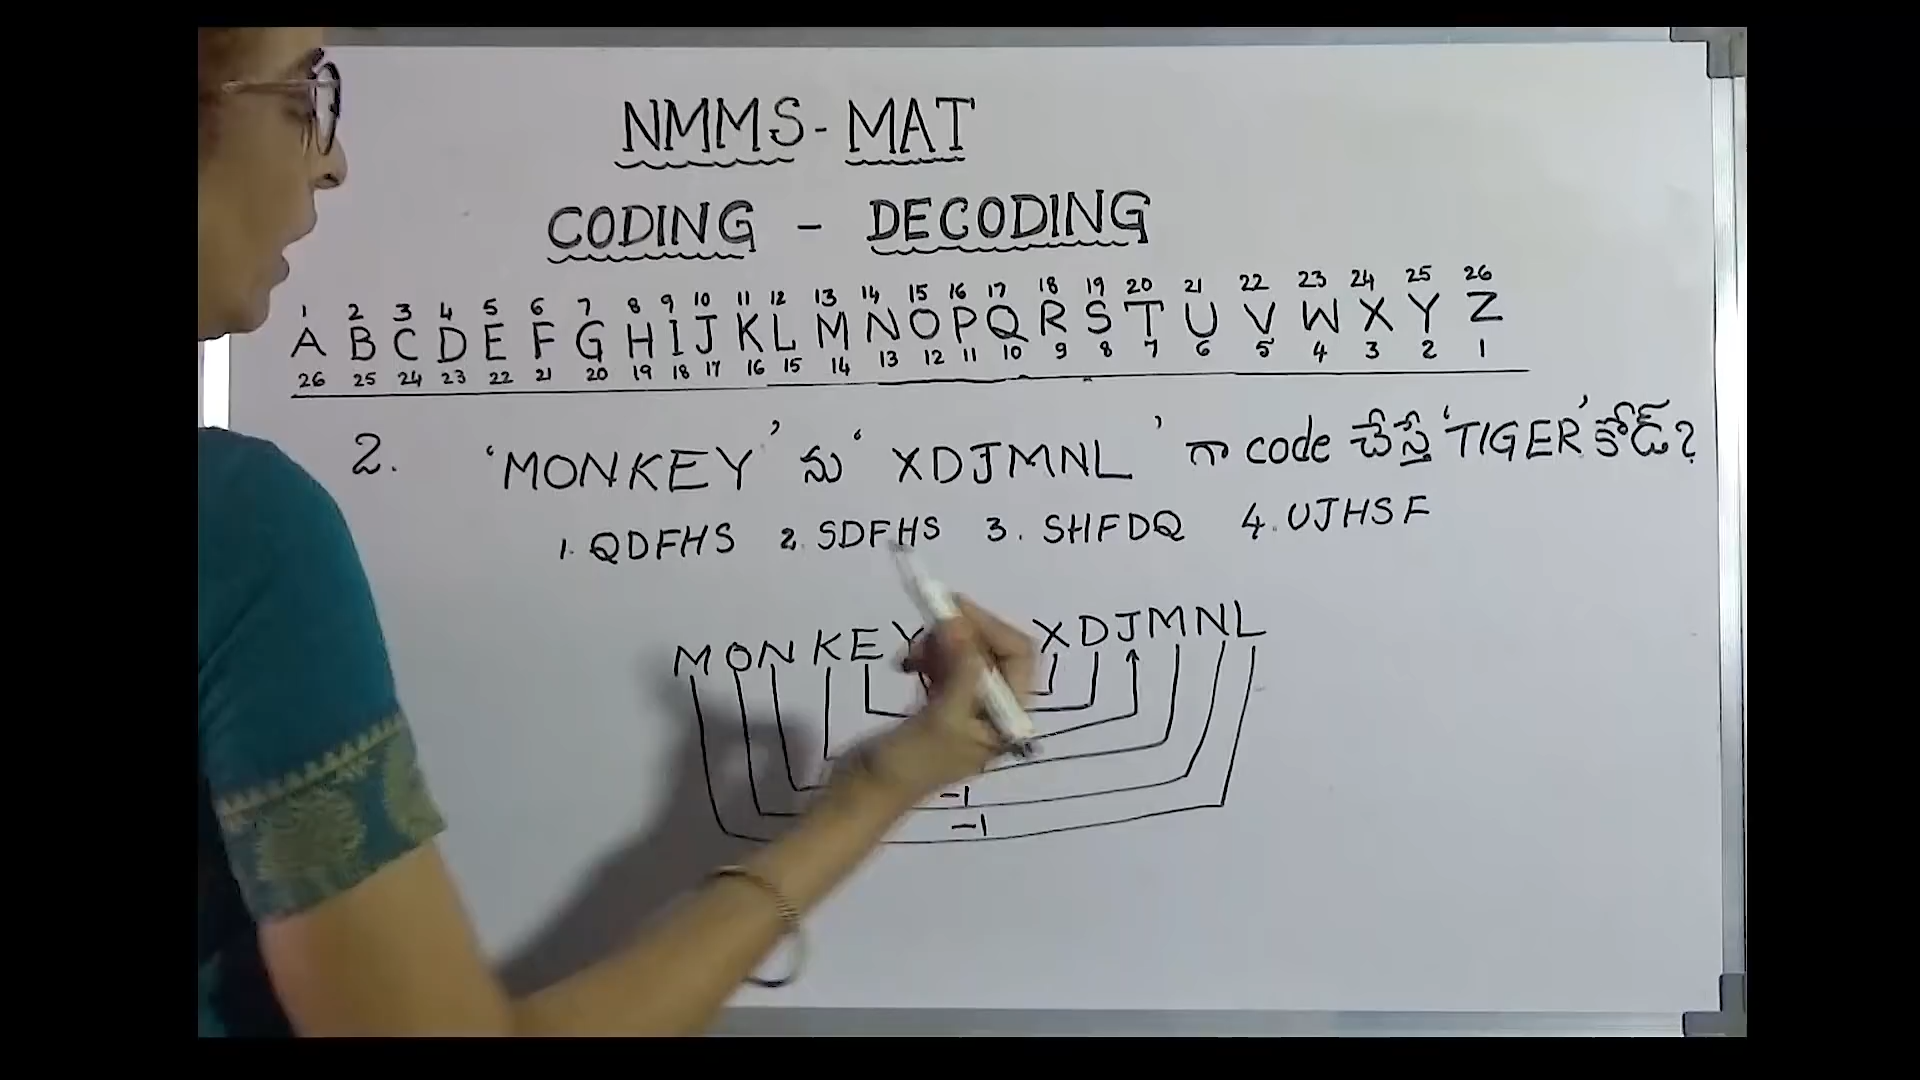 NMMS - MAT
CODING - DECODING
1 2 3 4 5 6 7 8 9 10 11 12 13 14 15 16 17 18 19 20 21 22 23 24 25 26
A B C D E F G H I J K L M N O P Q R S T U V W X Y Z
26 25 24 23 22 21 20 19 18 17 16 15 14 13 12 11 10 9 8 7 6 5 4 3 2 1
2. 'MONKEY' ను 'XDJMNL' గా code చేస్తే 'TIGER' కోడ్?
1. QDFHS 2. SDFHS 3. SHFDQ 4. UJHSF
MONKEY XDJMNL
-1
-1